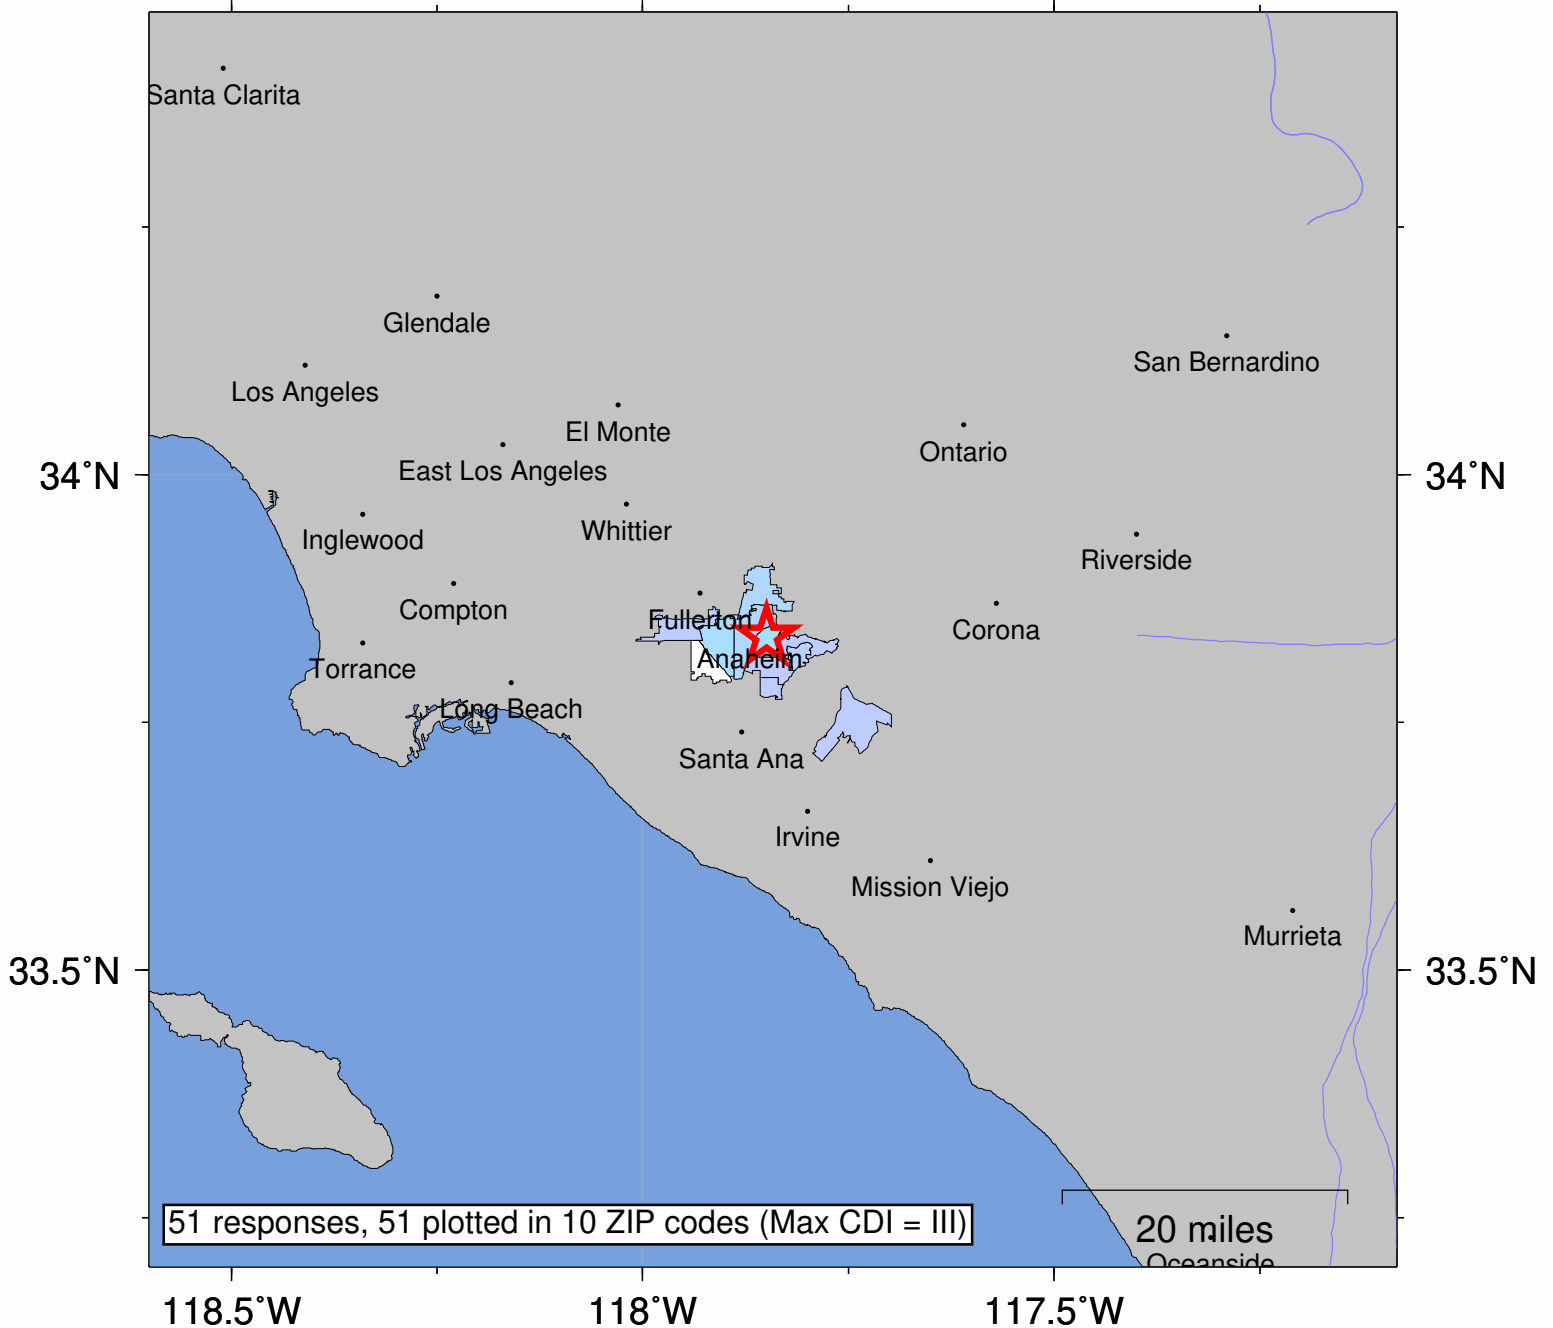 Santa Clarita
Glendale
San Bernardino
Los Angeles
El Monte
Ontario
East Los Angeles
34°N
34°N
Whittier
Inglewood
Riverside
Compton
Fullerton
Corona
Anaheim
Torrance
Long Beach
Santa Ana
Irvine
Mission Viejo
Murrieta
33.5°N
33.5°N
51 responses, 51 plotted in 10 ZIP codes (Max CDI = III)
20 miles
Oceanside
118.5°W
118°W
117.5°W